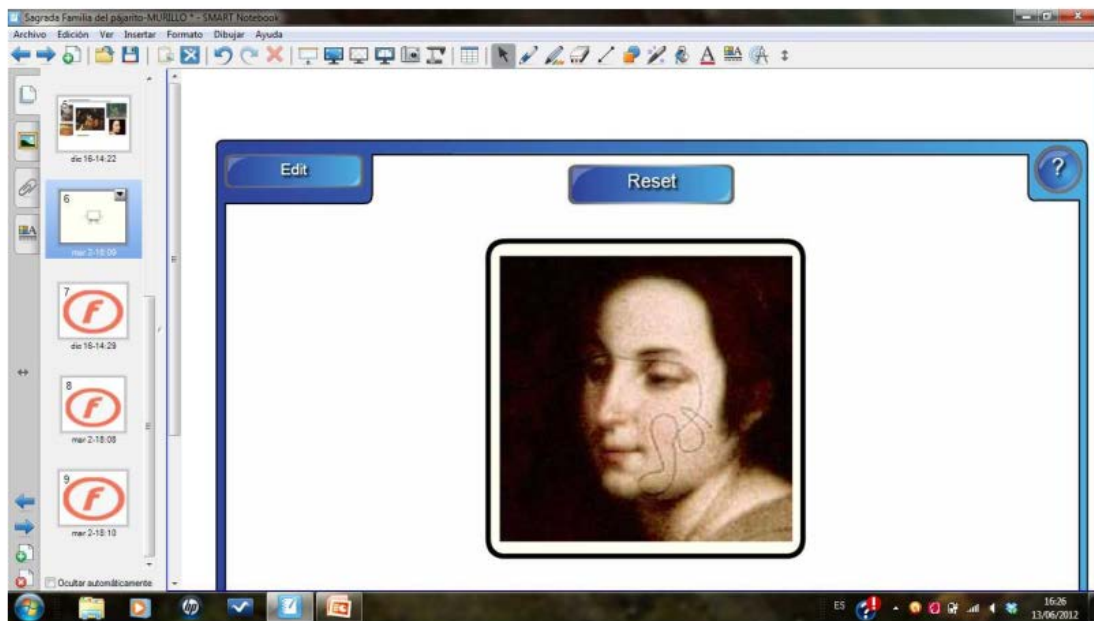 Sagrada Familia del pajarito-MURILLO * - SMART Notebook
Archivo Edición Ver Insertar Formato Dibujar Ayuda
dic 16-14:22
6
mar 2-18:09
7
dic 16-14:29
8
mar 2-18:08
9
mar 2-18:10
Ocultar automáticamente
Edit
Reset
?
ES
16:26
13/06/2012